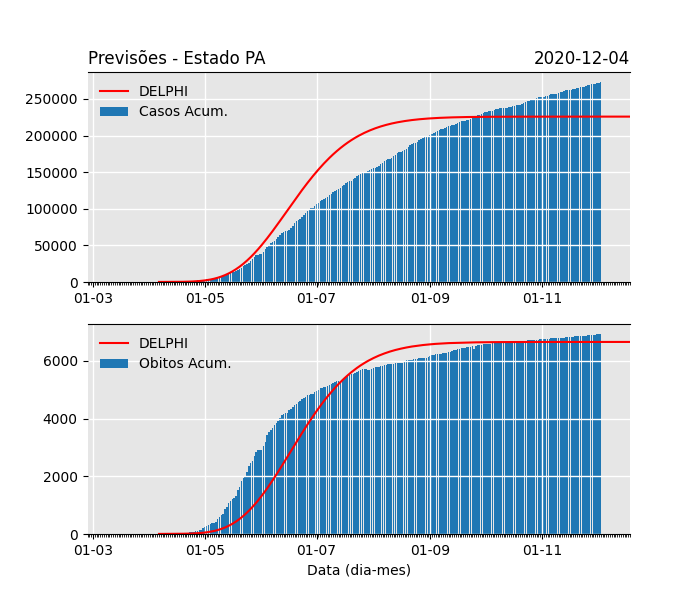 Previsões - Estado PA 2020-12-04
DELPHI
Casos Acum.
250000
200000
150000
100000
50000
0
01-03 01-05 01-07 01-09 01-11
DELPHI
Obitos Acum.
6000
4000
2000
0
01-03 01-05 01-07 01-09 01-11
Data (dia-mes)